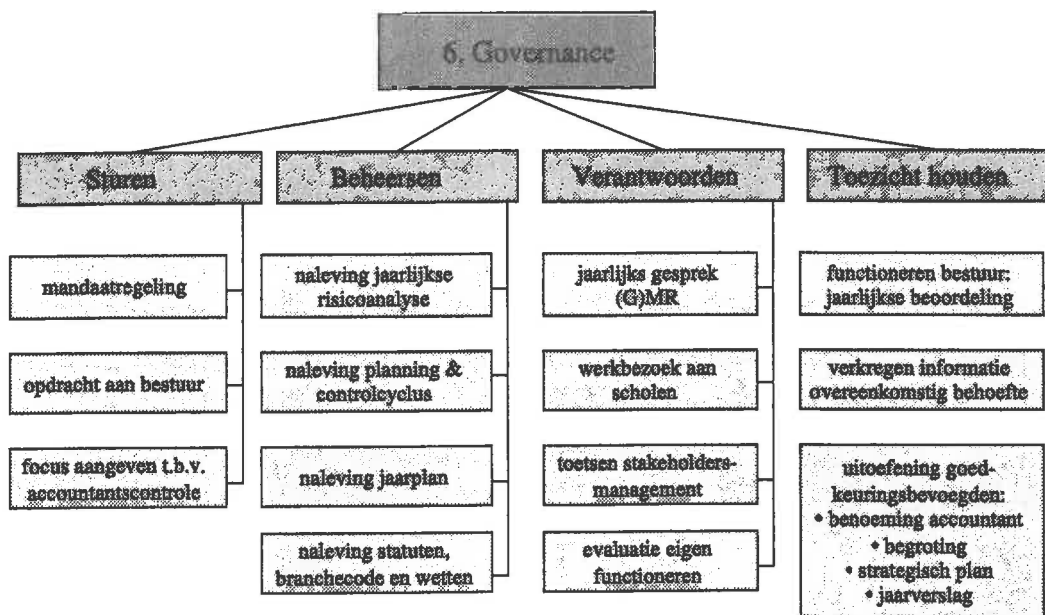 6. Governance
Sturen
mandaatregeling
opdracht aan bestuur
focus aangeven t.b.v.
accountantscontrole
Beheersen
naleving jaarlijkse
risicoanalyse
naleving planning &
controlcyclus
naleving jaarplan
naleving statuten,
branchecode en wetten
Verantwoorden
jaarlijks gesprek
(G)MR
werkbezoek aan
scholen
toetsen stakeholders-
management
evaluatie eigen
functioneren
Toezicht houden
functioneren bestuur:
jaarlijkse beoordeling
verkregen informatie
overeenkomstig behoefte
uitoefening goed-
keuringsbevoegden:
• benoeming accountant
• begroting
• strategisch plan
• jaarverslag